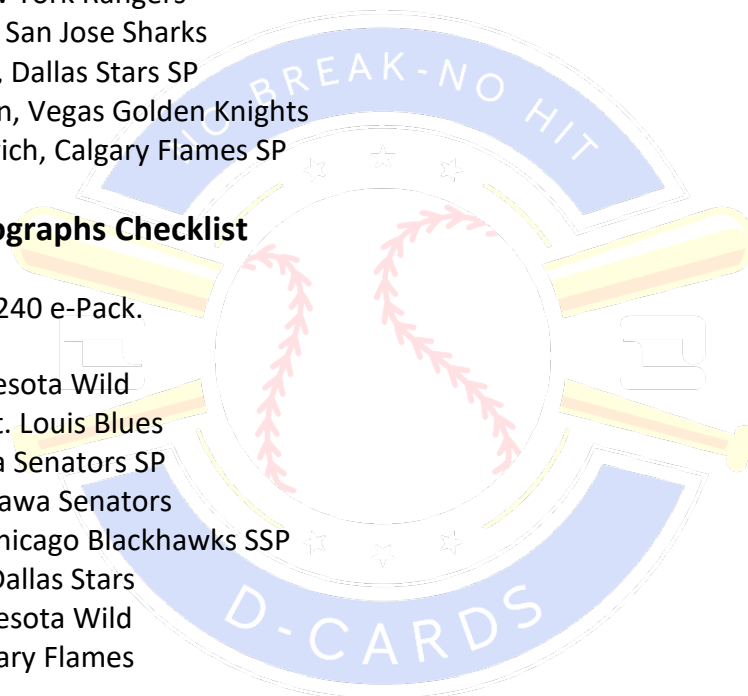 York Rangers
San Jose Sharks
, Dallas Stars SP
n, Vegas Golden Knights
rich, Calgary Flames SP
ographs Checklist
240 e-Pack.
esota Wild
t. Louis Blues
a Senators SP
awa Senators
hicago Blackhawks SSP
Dallas Stars
esota Wild
ary Flames
NO BREAK-NO HIT
D-CARDS